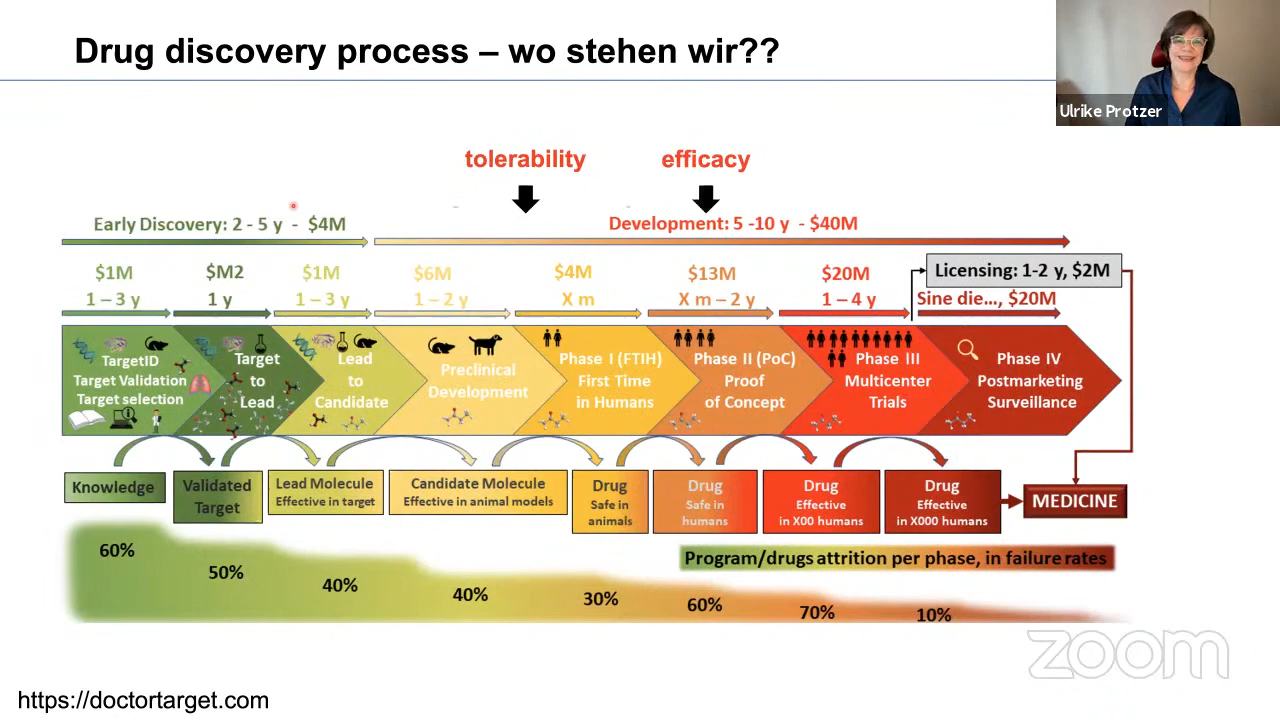 Drug discovery process – wo stehen wir??
Ulrike Protzer
tolerability
efficacy
Early Discovery: 2 - 5 y - $4M
Development: 5 -10 y - $40M
$1M
1 – 3 y
$M2
1 y
$1M
1 – 3 y
$6M
1 – 2 y
$4M
X m
$13M
X m – 2 y
$20M
1 – 4 y
Licensing: 1-2 y, $2M
Sine die…, $20M
TargetID
Target Validation
Target selection
Target
to
Lead
Lead
to
Candidate
Preclinical
Development
Phase I (FTIH)
First Time
in Humans
Phase II (PoC)
Proof
of Concept
Phase III
Multicenter
Trials
Phase IV
Postmarketing
Surveillance
Knowledge
Validated
Target
Lead Molecule
Effective in target
Candidate Molecule
Effective in animal models
Drug
Safe in
animals
Drug
Safe in
humans
Drug
Effective
in X00 humans
Drug
Effective
in X000 humans
MEDICINE
Program/drugs attrition per phase, in failure rates
60%
50%
40%
40%
30%
60%
70%
10%
zoom
https://doctortarget.com